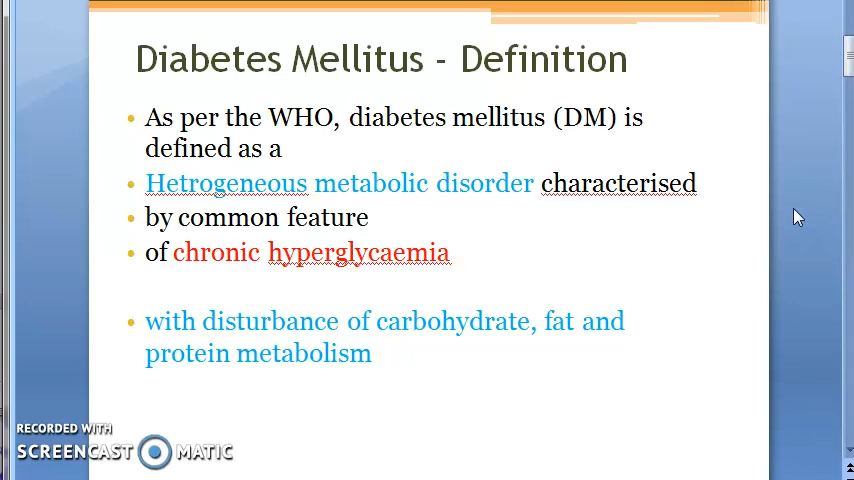 Diabetes Mellitus - Definition
• As per the WHO, diabetes mellitus (DM) is
defined as a
• Hetrogeneous metabolic disorder characterised
• by common feature
• of chronic hyperglycaemia
• with disturbance of carbohydrate, fat and
protein metabolism
RECORDED WITH
SCREENCAST MATIC